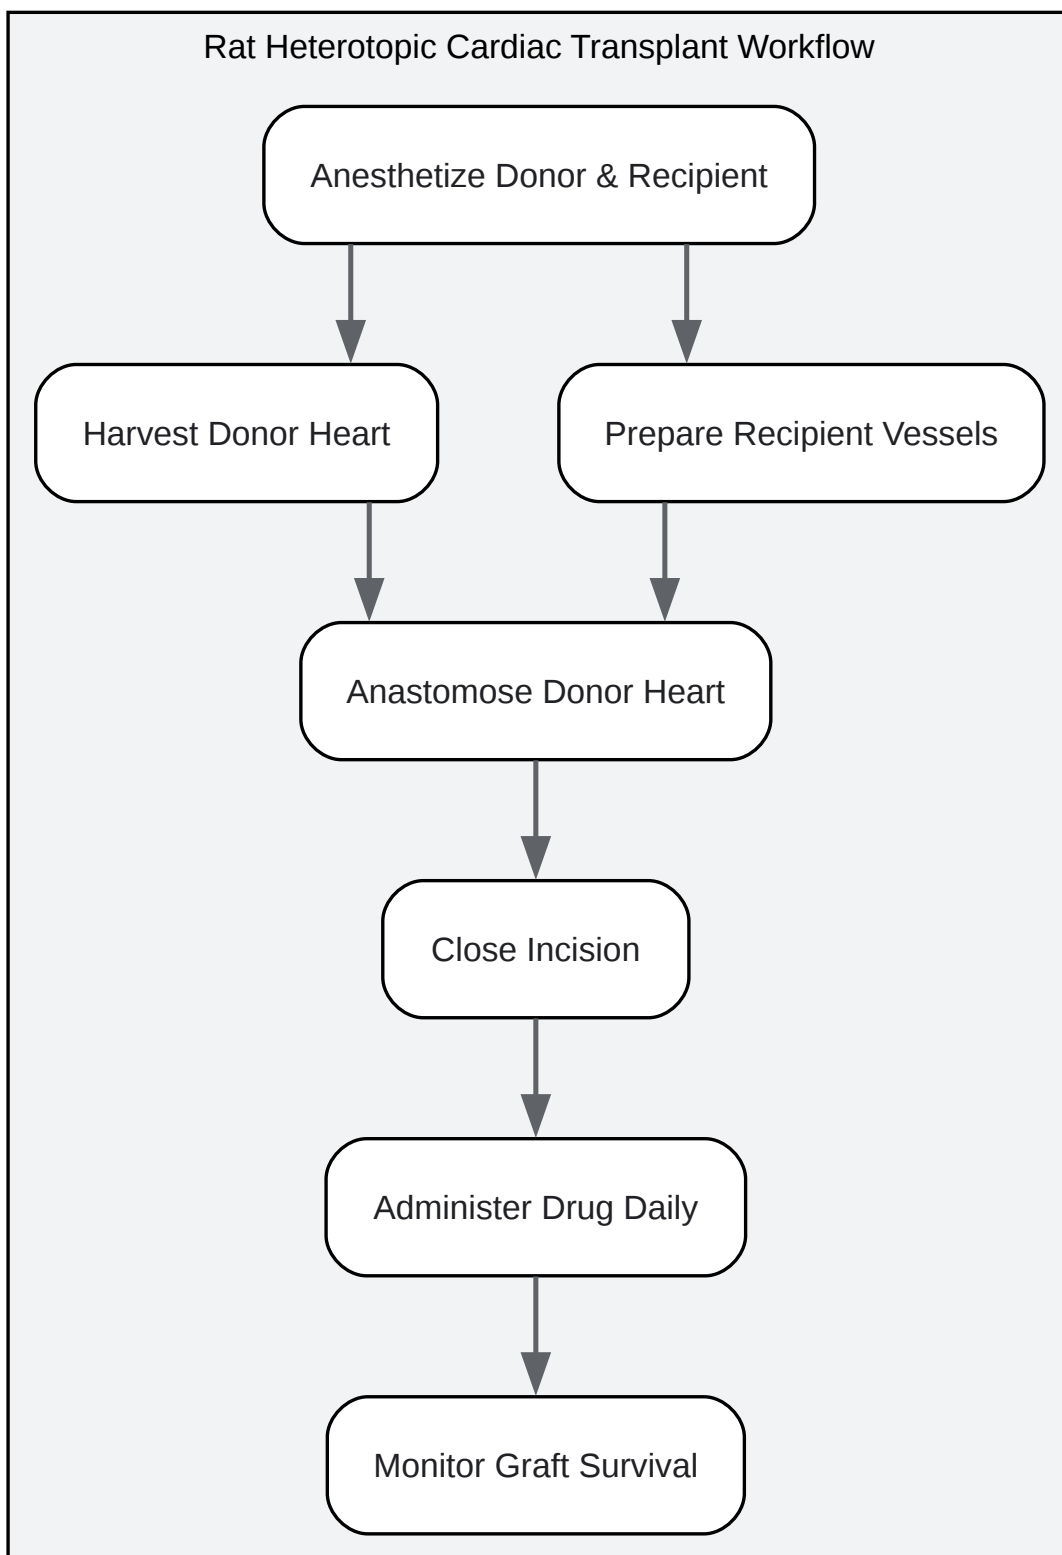 Rat Heterotopic Cardiac Transplant Workflow
Anesthetize Donor & Recipient
Harvest Donor Heart
Prepare Recipient Vessels
Anastomose Donor Heart
Close Incision
Administer Drug Daily
Monitor Graft Survival